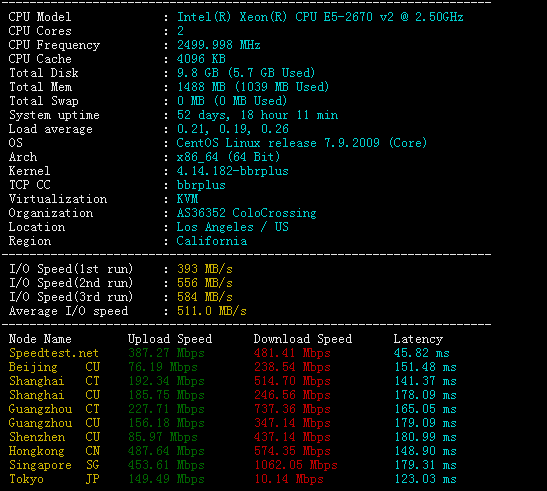 CPU Model : Intel(R) Xeon(R) CPU E5-2670 v2 @ 2.50GHz
CPU Cores : 2
CPU Frequency : 2499.998 MHz
CPU Cache : 4096 KB
Total Disk : 9.8 GB (5.7 GB Used)
Total Mem : 1488 MB (1039 MB Used)
Total Swap : 0 MB (0 MB Used)
System uptime : 52 days, 18 hour 11 min
Load average : 0.21, 0.19, 0.26
OS : CentOS Linux release 7.9.2009 (Core)
Arch : x86_64 (64 Bit)
Kernel : 4.14.182-bbrplus
TCP CC : bbrplus
Virtualization : KVM
Organization : AS36352 ColoCrossing
Location : Los Angeles / US
Region : California
I/O Speed(1st run) : 393 MB/s
I/O Speed(2nd run) : 556 MB/s
I/O Speed(3rd run) : 584 MB/s
Average I/O speed : 511.0 MB/s
Node Name Upload Speed Download Speed Latency
Speedtest.net 387.27 Mbps 481.41 Mbps 45.82 ms
Beijing CU 76.19 Mbps 238.54 Mbps 151.48 ms
Shanghai CT 192.34 Mbps 514.70 Mbps 141.37 ms
Shanghai CU 185.75 Mbps 246.56 Mbps 178.09 ms
Guangzhou CT 227.71 Mbps 737.36 Mbps 165.05 ms
Guangzhou CU 156.18 Mbps 347.14 Mbps 179.09 ms
Shenzhen CU 85.97 Mbps 437.14 Mbps 180.99 ms
Hongkong CN 487.64 Mbps 574.35 Mbps 148.90 ms
Singapore SG 453.61 Mbps 1062.05 Mbps 179.31 ms
Tokyo JP 149.49 Mbps 10.14 Mbps 123.03 ms